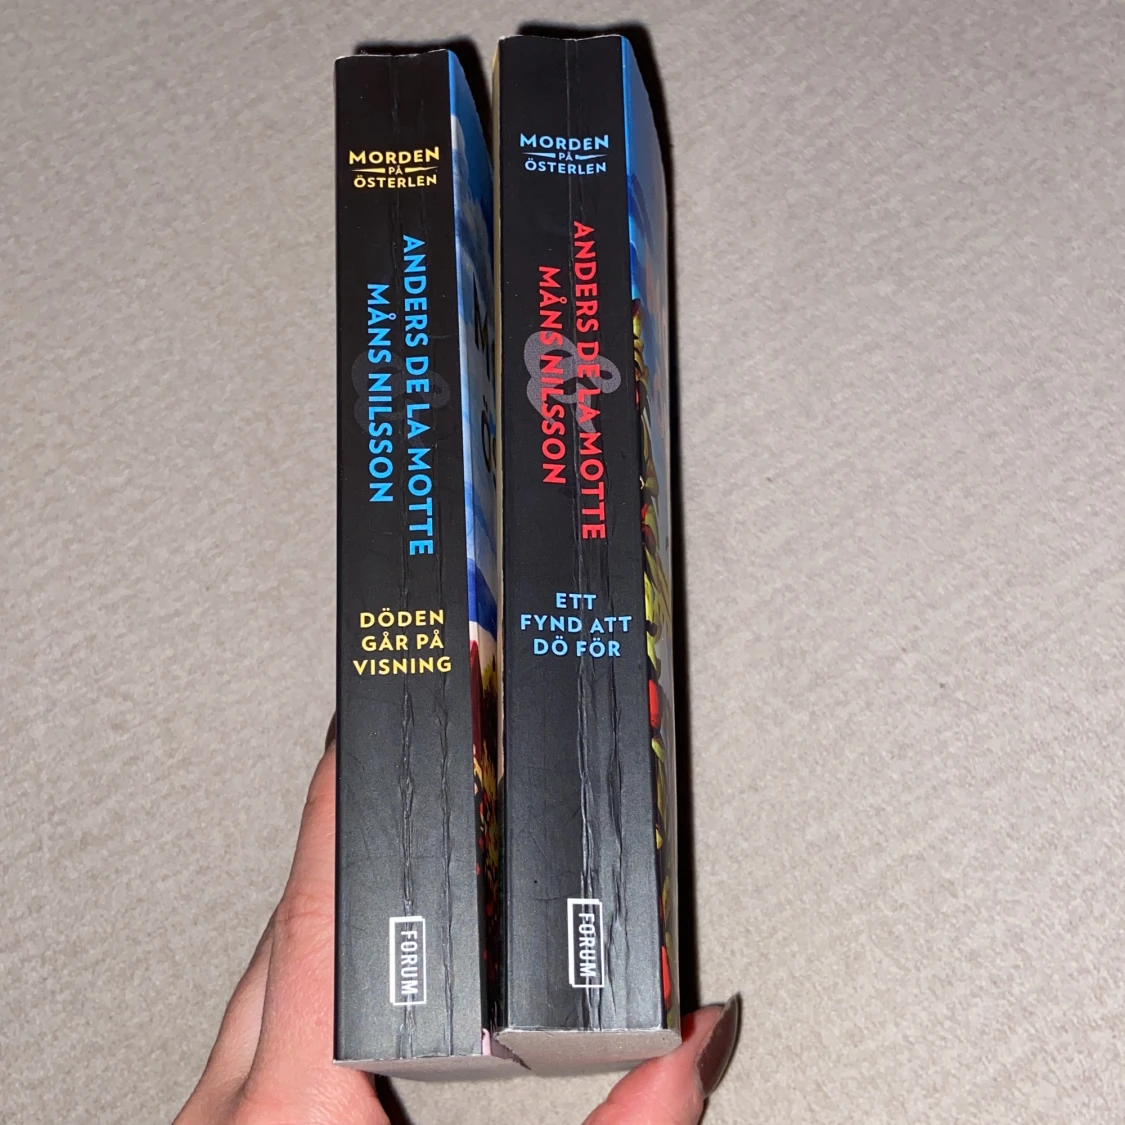 MORDEN
PÅ
ÖSTERLEN
ANDERS DE LA MOTTE
&
MÅNS NILSSON
DÖDEN
GÅR PÅ
VISNING
FORUM
MORDEN
PÅ
ÖSTERLEN
ANDERS DE LA MOTTE
&
MÅNS NILSSON
ETT
FYND ATT
DÖ FÖR
FORUM